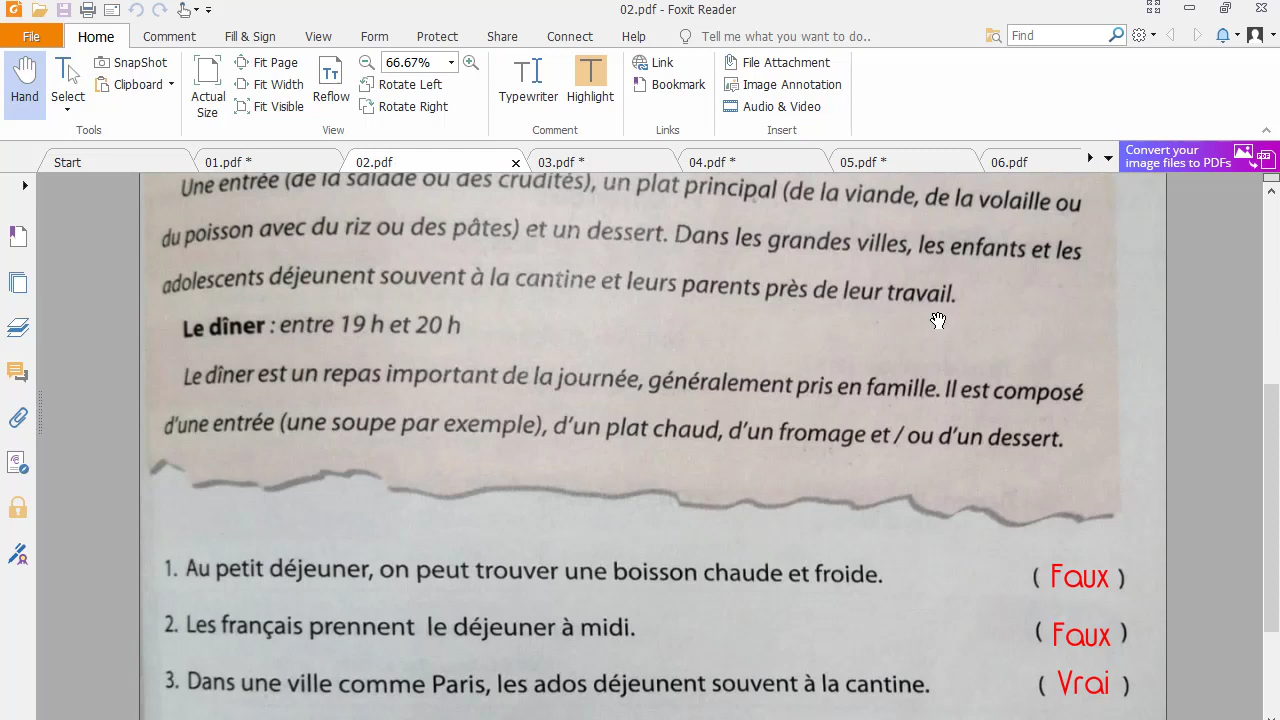 02.pdf - Foxit Reader
File Home Comment Fill & Sign View Form Protect Share Connect Help Tell me what you want to do.. Find
Hand
Select
SnapShot
Clipboard
Tools
Actual Size
Fit Page
Fit Width
Fit Visible
Reflow
66.67%
Rotate Left
Rotate Right
View
Typewriter
Highlight
Comment
Link
Bookmark
Links
File Attachment
Image Annotation
Audio & Video
Insert
Start 01.pdf * 02.pdf 03.pdf * 04.pdf * 05.pdf * 06.pdf
Convert your
image files to PDFs
Une entrée (de la salade ou des crudités), un plat principal (de la viande, de la volaille ou
du poisson avec du riz ou des pâtes) et un dessert. Dans les grandes villes, les enfants et les
adolescents déjeunent souvent à la cantine et leurs parents près de leur travail.
Le dîner : entre 19 h et 20 h
Le dîner est un repas important de la journée, généralement pris en famille. Il est composé
d'une entrée (une soupe par exemple), d'un plat chaud, d'un fromage et / ou d'un dessert.
1. Au petit déjeuner, on peut trouver une boisson chaude et froide. ( Faux )
2. Les français prennent le déjeuner à midi. ( Faux )
3. Dans une ville comme Paris, les ados déjeunent souvent à la cantine. ( Vrai )